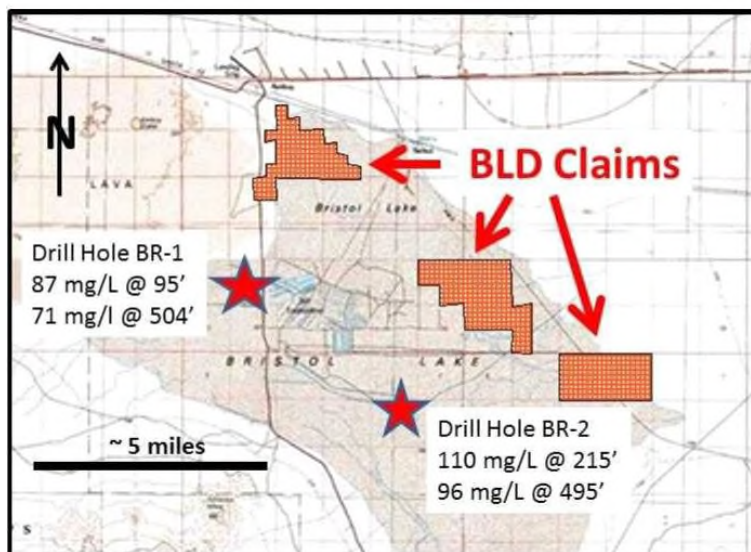 N
BLD Claims
LAVA
Bristol Lake
Drill Hole BR-1
87 mg/L @ 95’
71 mg/l @ 504’
BRISTOL LAKE
Drill Hole BR-2
110 mg/L @ 215’
96 mg/L @ 495’
~ 5 miles